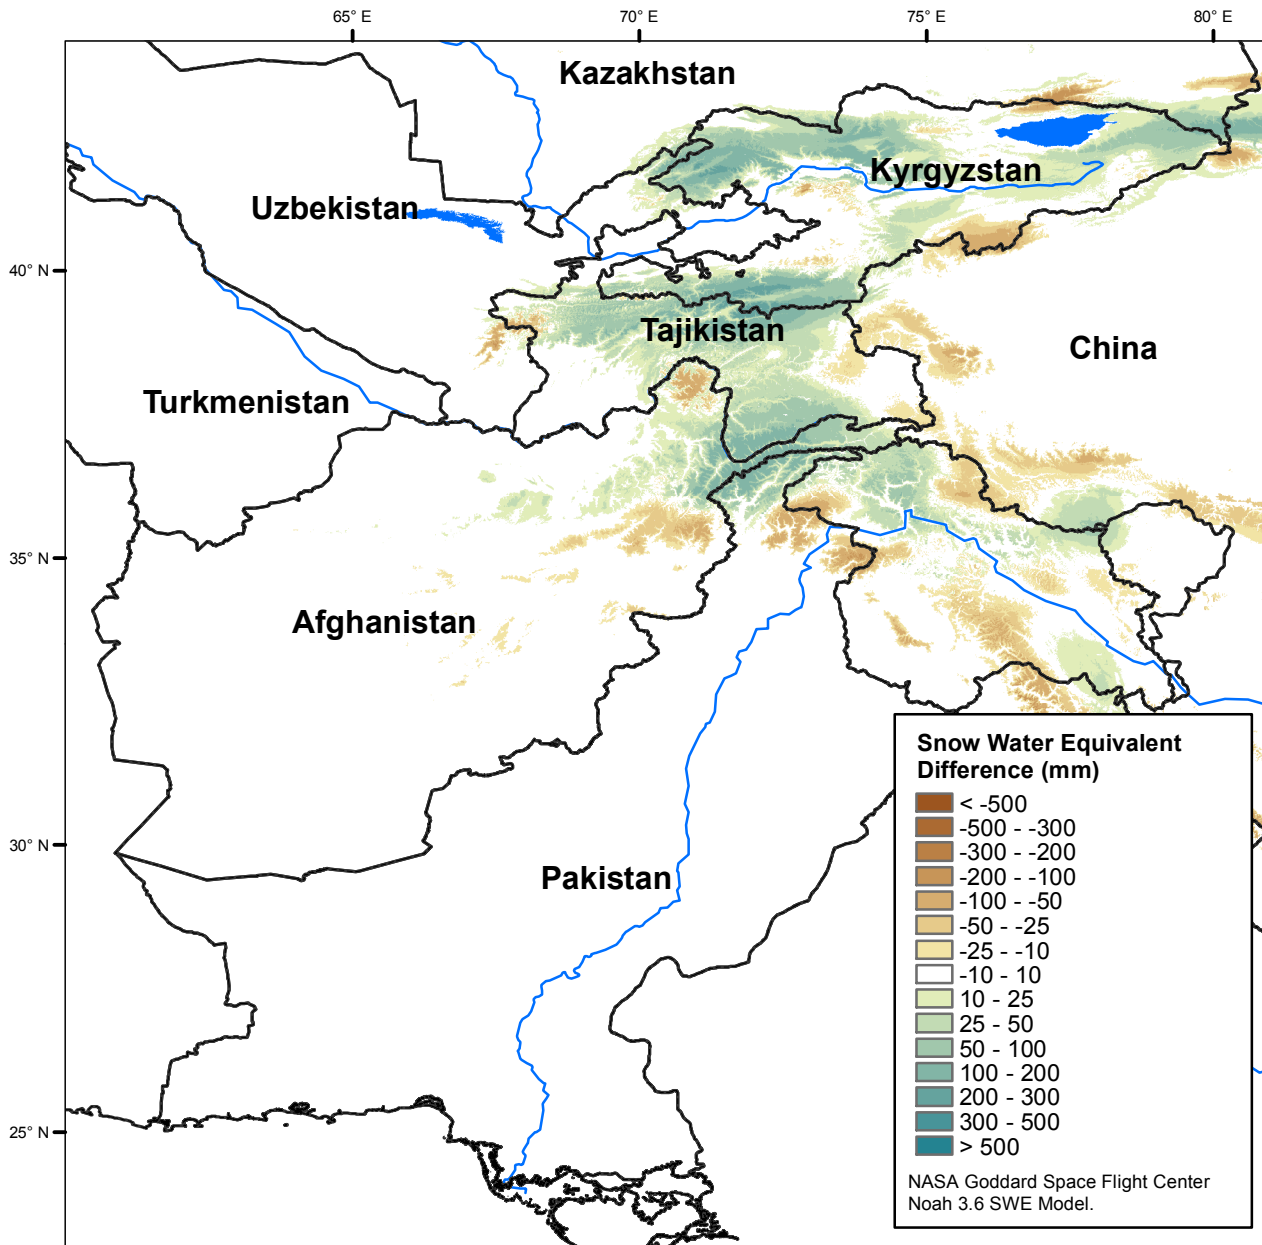 65° E
70° E
75° E
80° E
Kazakhstan
Kyrgyzstan
Uzbekistan
40° N
Tajikistan
China
Turkmenistan
35° N
Afghanistan
30° N
Pakistan
25° N
Snow Water Equivalent
Difference (mm)
< -500
-500 - -300
-300 - -200
-200 - -100
-100 - -50
-50 - -25
-25 - -10
-10 - 10
10 - 25
25 - 50
50 - 100
100 - 200
200 - 300
300 - 500
> 500
NASA Goddard Space Flight Center
Noah 3.6 SWE Model.